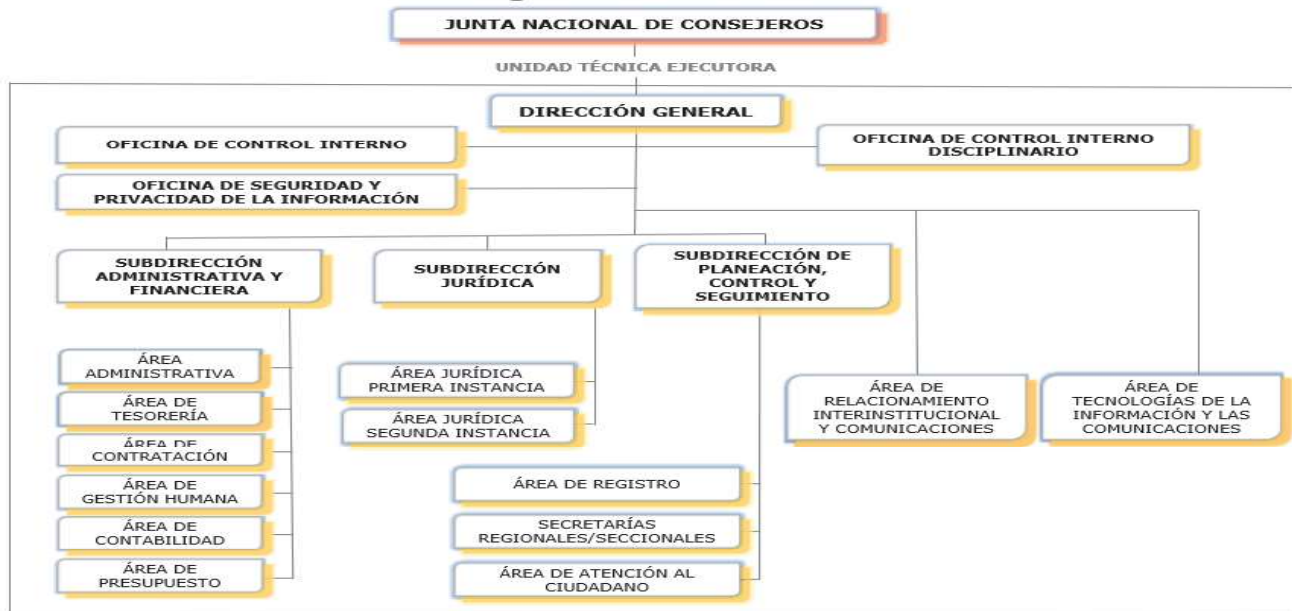 JUNTA NACIONAL DE CONSEJEROS
UNIDAD TÉCNICA EJECUTORA
DIRECCIÓN GENERAL
OFICINA DE CONTROL INTERNO
OFICINA DE CONTROL INTERNO
DISCIPLINARIO
OFICINA DE SEGURIDAD Y
PRIVACIDAD DE LA INFORMACIÓN
SUBDIRECCIÓN
ADMINISTRATIVA Y
FINANCIERA
SUBDIRECCIÓN
JURÍDICA
SUBDIRECCIÓN DE
PLANEACIÓN,
CONTROL Y
SEGUIMIENTO
ÁREA
ADMINISTRATIVA
ÁREA DE
TESORERÍA
ÁREA DE
CONTRATACIÓN
ÁREA DE
GESTIÓN HUMANA
ÁREA DE
CONTABILIDAD
ÁREA DE
PRESUPUESTO
ÁREA JURÍDICA
PRIMERA INSTANCIA
ÁREA JURÍDICA
SEGUNDA INSTANCIA
ÁREA DE REGISTRO
SECRETARÍAS
REGIONALES/SECCIONALES
ÁREA DE ATENCIÓN AL
CIUDADANO
ÁREA DE
RELACIONAMIENTO
INTERINSTITUCIONAL
Y COMUNICACIONES
ÁREA DE
TECNOLOGÍAS DE LA
INFORMACIÓN Y LAS
COMUNICACIONES